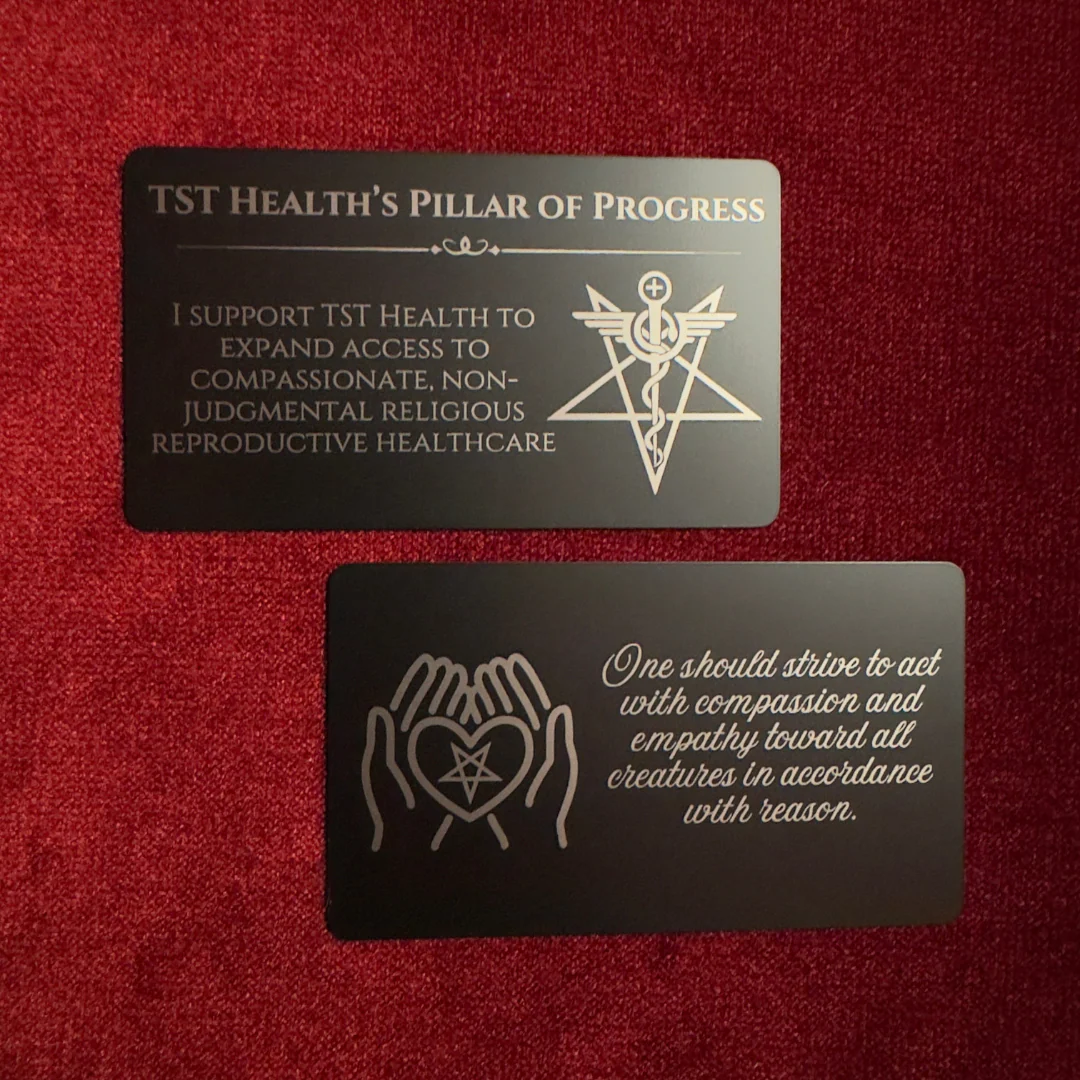 TST Health's Pillar of Progress
I support TST Health to
expand access to
compassionate, non-
judgmental religious
reproductive healthcare
One should strive to act
with compassion and
empathy toward all
creatures in accordance
with reason.